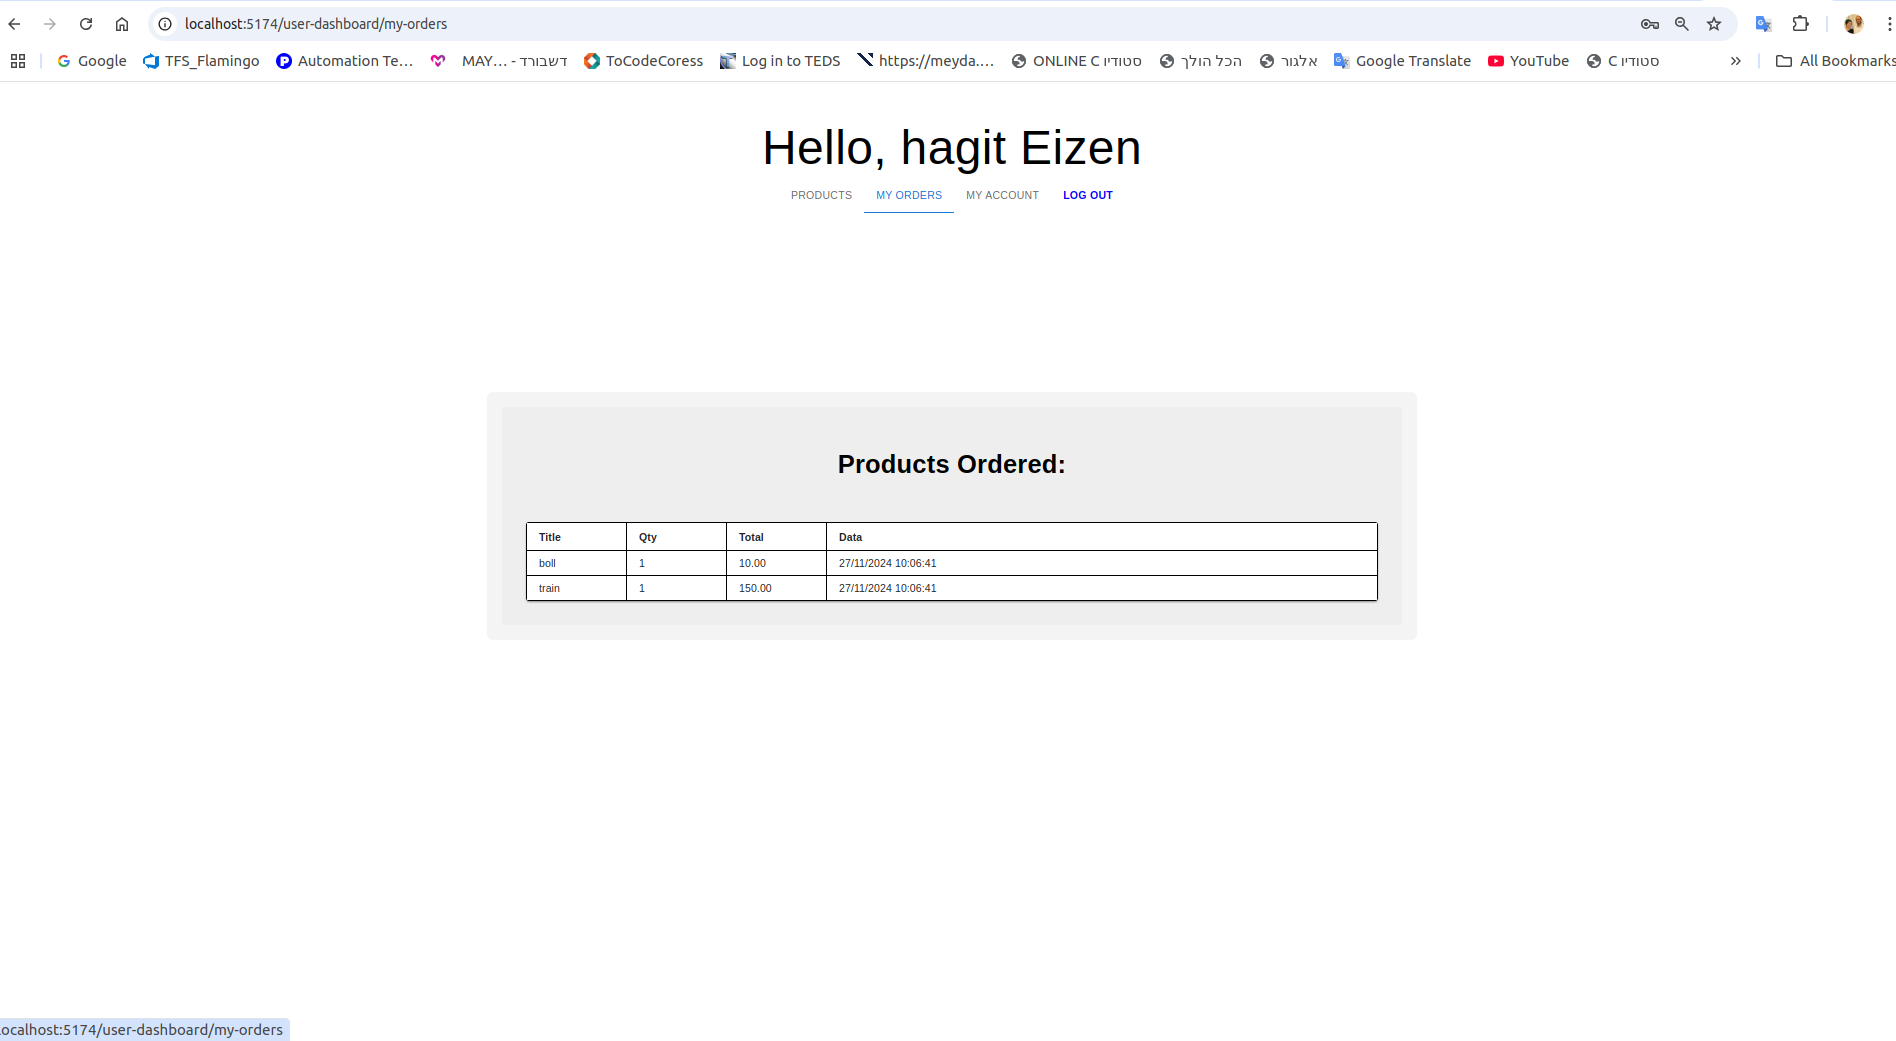 localhost:5174/user-dashboard/my-orders
Google TFS_Flamingo Automation Te... MAY... - דשבורד ToCodeCoress Log in to TEDS https://meyda.... ONLINE C סטודיו הכל הולך אלגור Google Translate YouTube C סטודיו » All Bookmarks
Hello, hagit Eizen
PRODUCTS MY ORDERS MY ACCOUNT LOG OUT
Products Ordered:
Title Qty Total Data
boll 1 10.00 27/11/2024 10:06:41
train 1 150.00 27/11/2024 10:06:41
localhost:5174/user-dashboard/my-orders